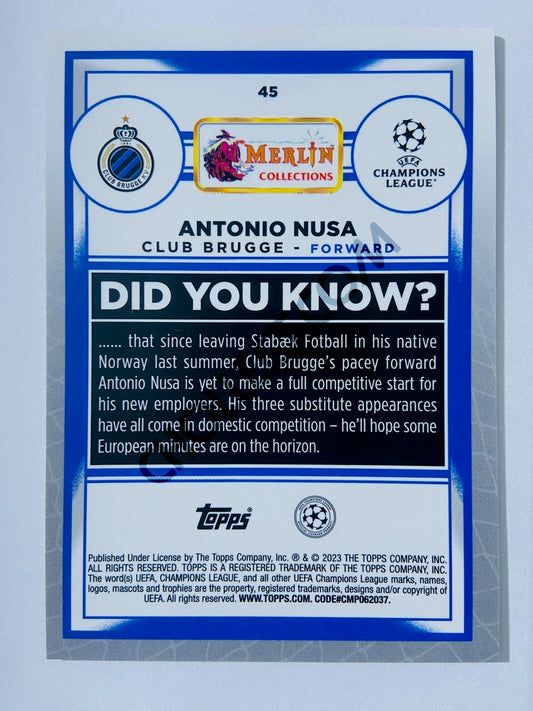 45
CLUB BRUGGE K.V
MERLIN
COLLECTIONS
UEFA
CHAMPIONS
LEAGUE
ANTONIO NUSA
CLUB BRUGGE - FORWARD
DID YOU KNOW?
...... that since leaving Stabæk Fotball in his native
Norway last summer, Club Brugge's pacey forward
Antonio Nusa is yet to make a full competitive start for
his new employers. His three substitute appearances
have all come in domestic competition – he'll hope some
European minutes are on the horizon.
Topps
Published Under License by The Topps Company, Inc. ® & © 2023 THE TOPPS COMPANY, INC.
ALL RIGHTS RESERVED. TOPPS IS A REGISTERED TRADEMARK OF THE TOPPS COMPANY, INC.
The word(s) UEFA, CHAMPIONS LEAGUE, and all other UEFA Champions League marks, names,
logos, mascots and trophies are the property, registered trademarks, designs and/or copyright of
UEFA. All rights reserved. WWW.TOPPS.COM. CODE#CMP062037.